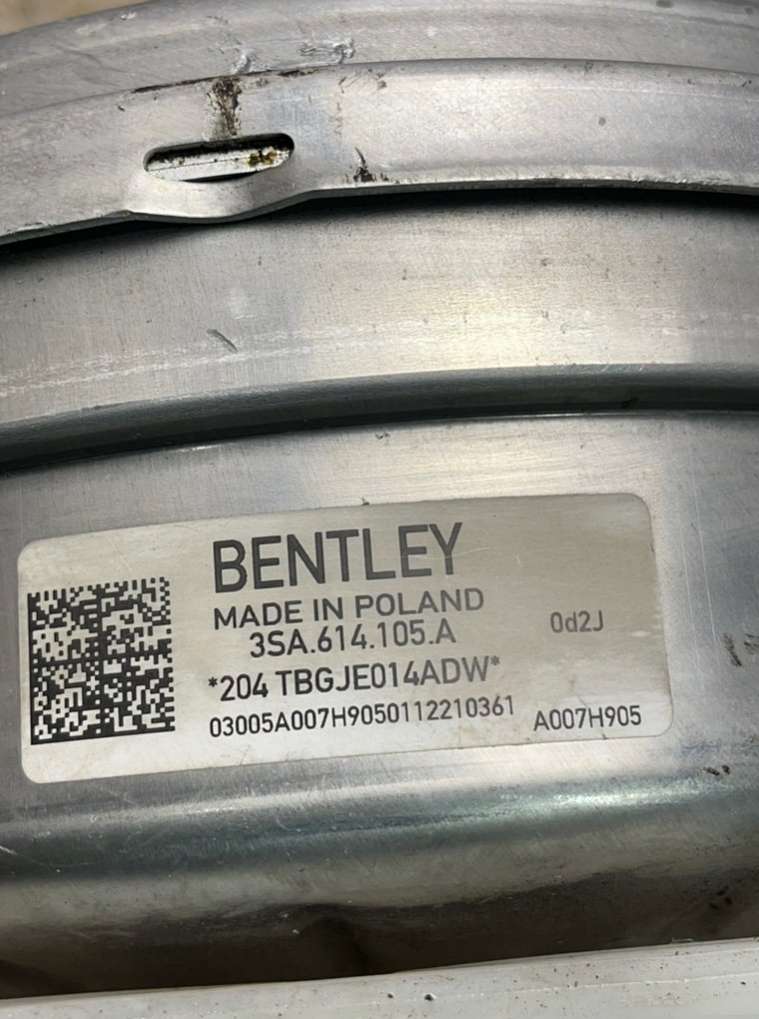 BENTLEY
MADE IN POLAND
3SA.614.105.A
0d2J
*204 TBGJE014ADW*
03005A007H9050112210361
A007H905